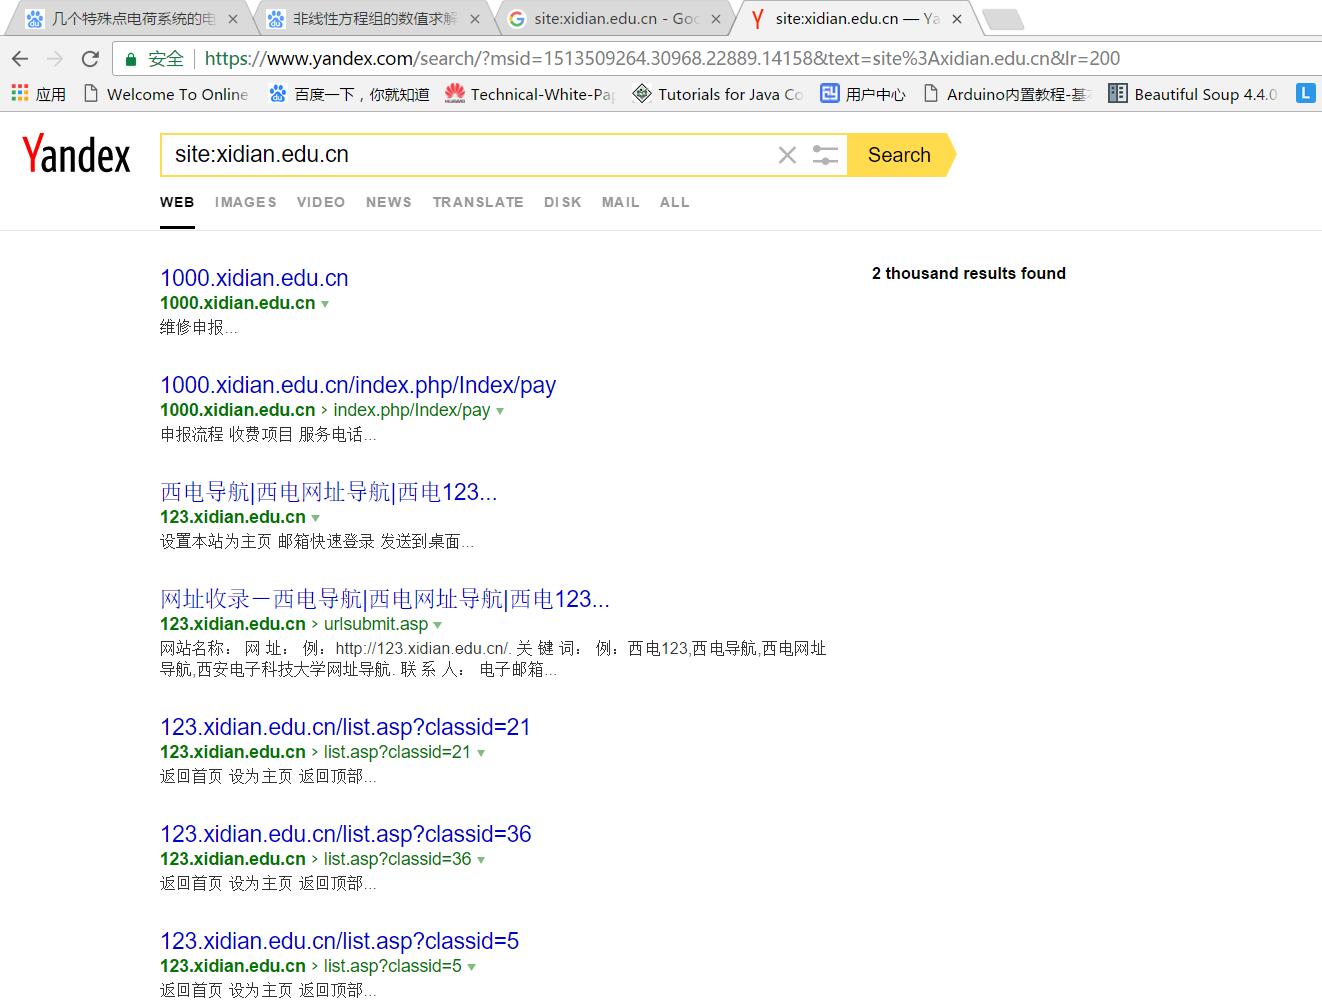 几个特殊点电荷系统的电
非线性方程组的数值求解
site:xidian.edu.cn - Goo
site:xidian.edu.cn — Ya
安全 https://www.yandex.com/search/?msid=1513509264.30968.22889.14158&text=site%3Axidian.edu.cn&lr=200
应用 Welcome To Online 百度一下，你就知道 Technical-White-Pap Tutorials for Java Co 用户中心 Arduino内置教程-基本 Beautiful Soup 4.4.0 L
Yandex site:xidian.edu.cn Search
WEB IMAGES VIDEO NEWS TRANSLATE DISK MAIL ALL
2 thousand results found
1000.xidian.edu.cn
1000.xidian.edu.cn
维修申报...
1000.xidian.edu.cn/index.php/Index/pay
1000.xidian.edu.cn › index.php/Index/pay
申报流程 收费项目 服务电话...
西电导航|西电网址导航|西电123...
123.xidian.edu.cn
设置本站为主页 邮箱快速登录 发送到桌面...
网址收录－西电导航|西电网址导航|西电123...
123.xidian.edu.cn › urlsubmit.asp
网站名称： 网 址： 例： http://123.xidian.edu.cn/. 关 键 词： 例： 西电123,西电导航,西电网址
导航,西安电子科技大学网址导航. 联 系 人： 电子邮箱...
123.xidian.edu.cn/list.asp?classid=21
123.xidian.edu.cn › list.asp?classid=21
返回首页 设为主页 返回顶部...
123.xidian.edu.cn/list.asp?classid=36
123.xidian.edu.cn › list.asp?classid=36
返回首页 设为主页 返回顶部...
123.xidian.edu.cn/list.asp?classid=5
123.xidian.edu.cn › list.asp?classid=5
返回首页 设为主页 返回顶部...